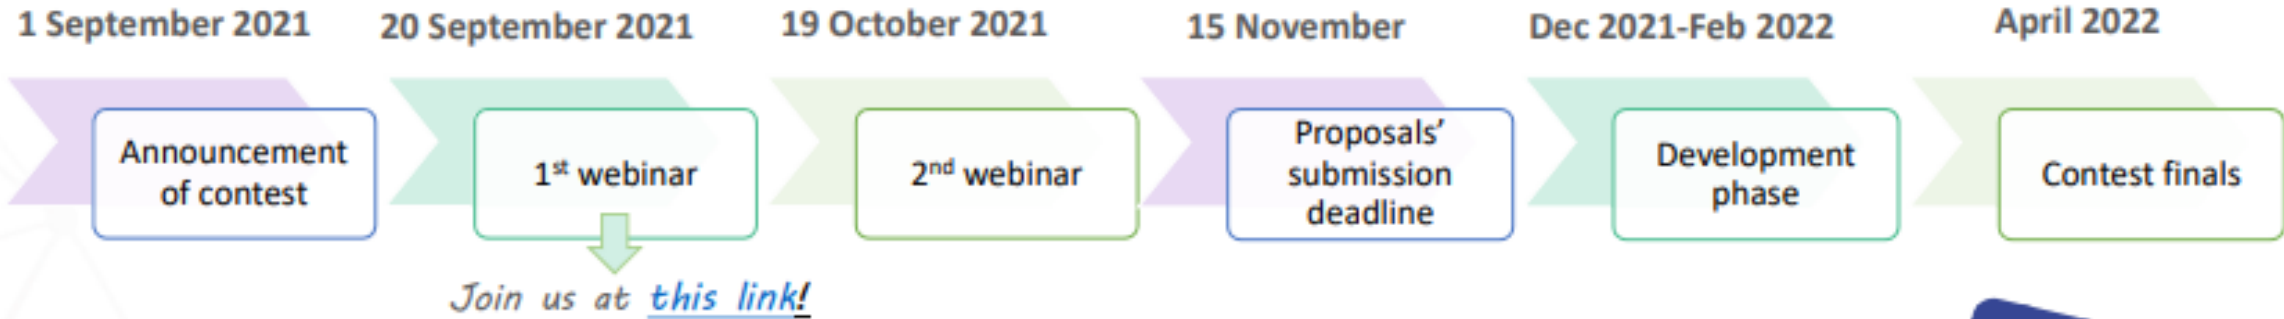 1 September 2021
20 September 2021
19 October 2021
15 November
Dec 2021-Feb 2022
April 2022
Announcement
of contest
1st webinar
2nd webinar
Proposals’
submission
deadline
Development
phase
Contest finals
Join us at this link!